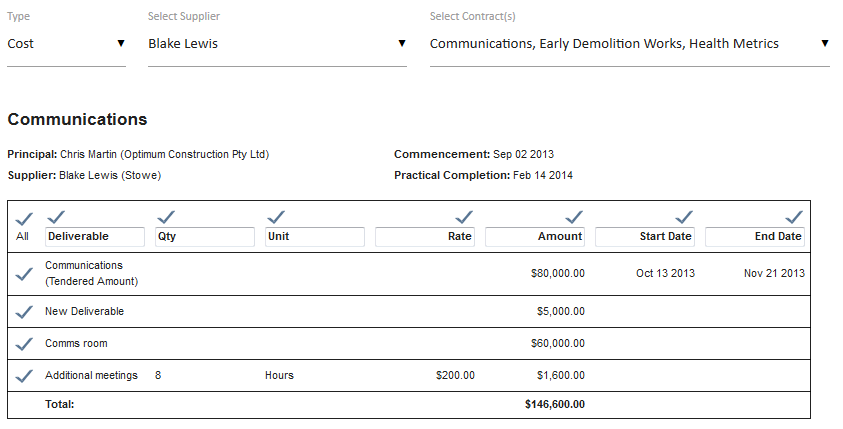 Type Select Supplier Select Contract(s)
Cost Blake Lewis Communications, Early Demolition Works, Health Metrics
Communications
Principal: Chris Martin (Optimum Construction Pty Ltd) Commencement: Sep 02 2013
Supplier: Blake Lewis (Stowe) Practical Completion: Feb 14 2014
All Deliverable Qty Unit Rate Amount Start Date End Date
Communications
(Tendered Amount) $80,000.00 Oct 13 2013 Nov 21 2013
New Deliverable $5,000.00
Comms room $60,000.00
Additional meetings 8 Hours $200.00 $1,600.00
Total: $146,600.00